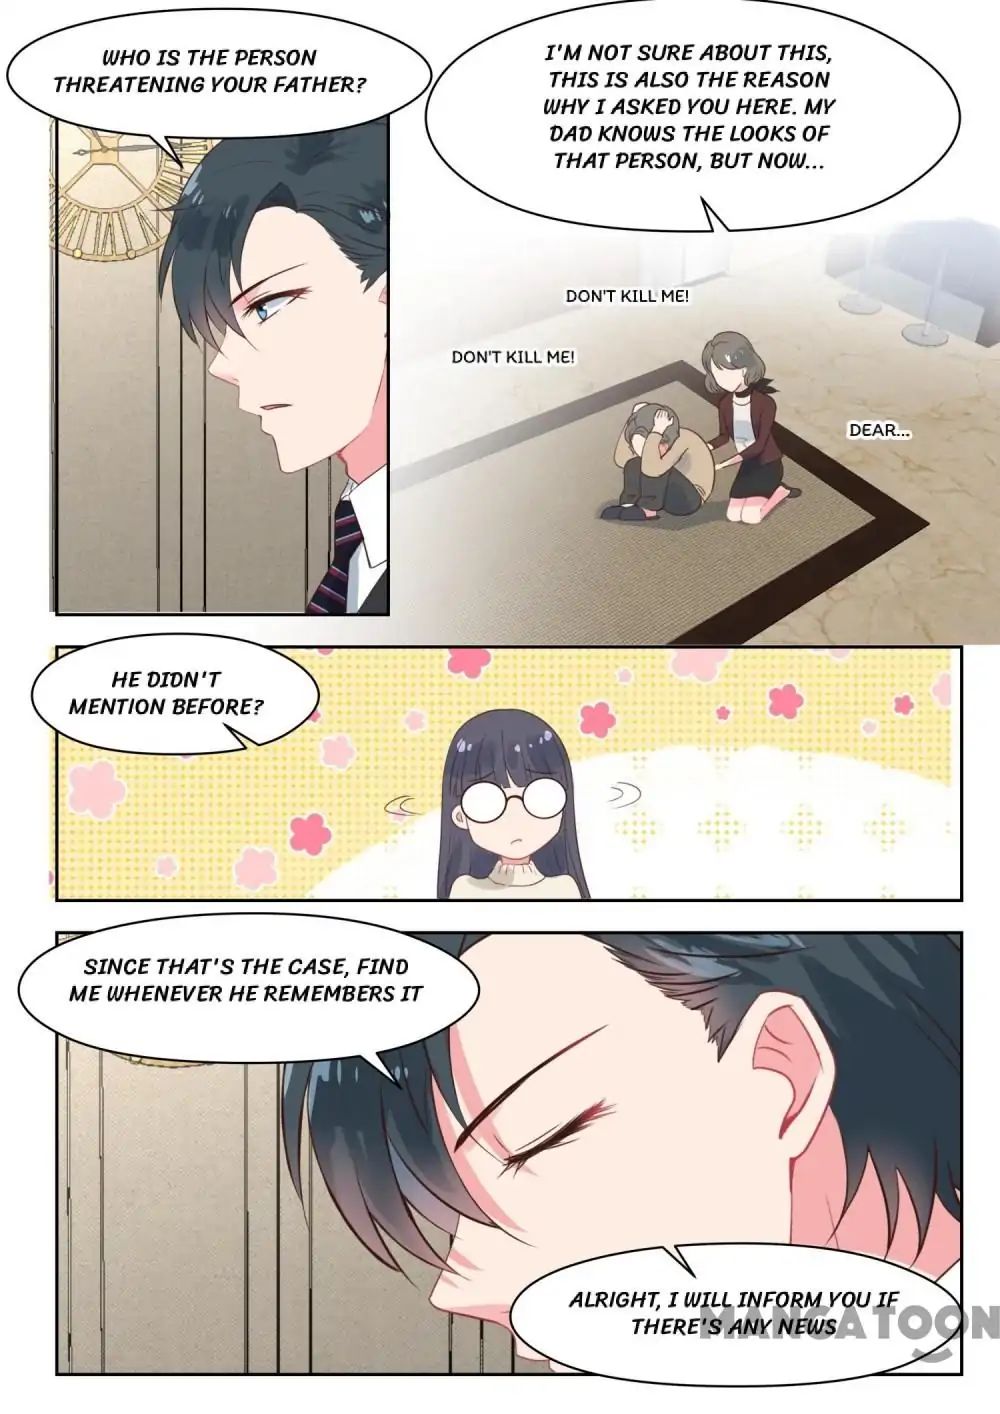 WHO IS THE PERSON
THREATENING YOUR FATHER?
I'M NOT SURE ABOUT THIS,
THIS IS ALSO THE REASON
WHY I ASKED YOU HERE. MY
DAD KNOWS THE LOOKS OF
THAT PERSON, BUT NOW...
DON'T KILL ME!
DON'T KILL ME!
DEAR...
HE DIDN'T
MENTION BEFORE?
SINCE THAT'S THE CASE, FIND
ME WHENEVER HE REMEMBERS IT
ALRIGHT, I WILL INFORM YOU IF
THERE'S ANY NEWS
MANGATOON